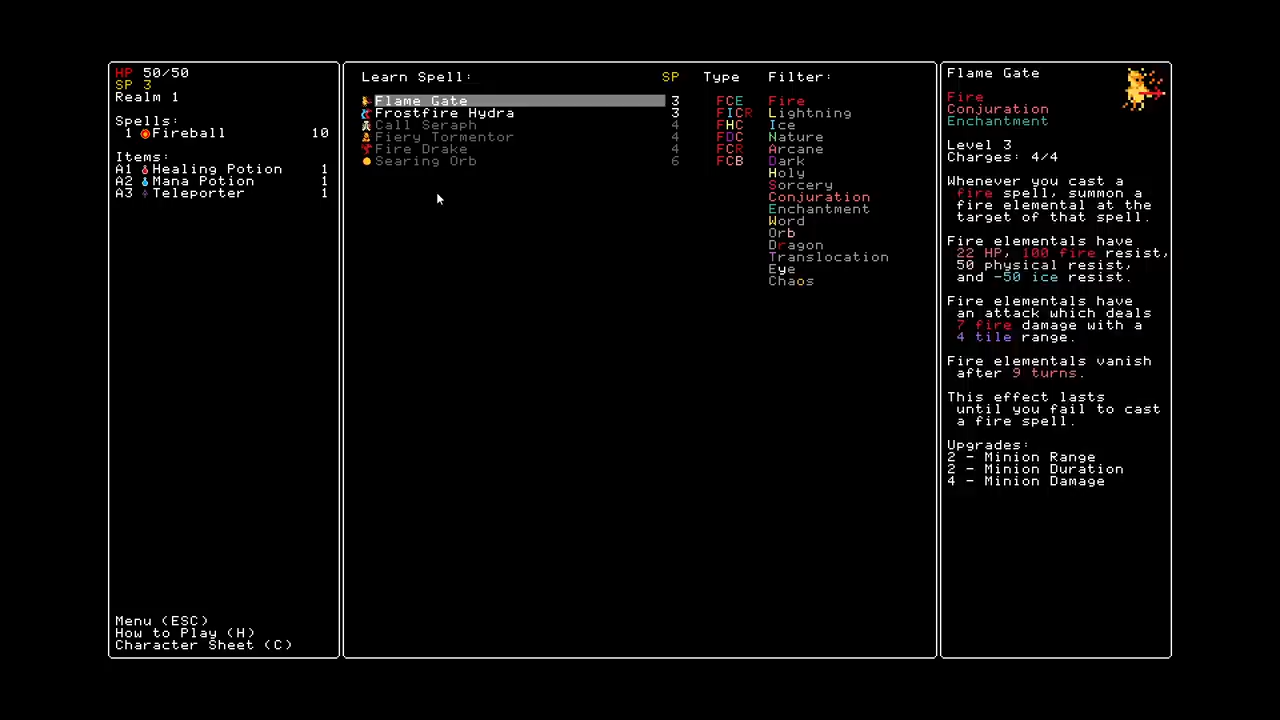 HP 50/50
SP 3
Realm 1
Spells:
1 Fireball 10
Items:
A1 Healing Potion 1
A2 Mana Potion 1
A3 Teleporter 1
Menu (ESC)
How to Play (H)
Character Sheet (C)
Learn Spell: SP Type Filter:
Flame Gate 3 FCE
Frostfire Hydra 3 FICR
Call Seraph 4 FHC
Fiery Tormentor 4 FDC
Fire Drake 4 FCR
Searing Orb 6 FCB
Fire
Lightning
Ice
Nature
Arcane
Dark
Holy
Sorcery
Conjuration
Enchantment
Word
Orb
Dragon
Translocation
Eye
Chaos
Flame Gate
Fire
Conjuration
Enchantment
Level 3
Charges: 4/4
Whenever you cast a
fire spell, summon a
fire elemental at the
target of that spell.
Fire elementals have
22 HP, 100 fire resist,
50 physical resist,
and -50 ice resist.
Fire elementals have
an attack which deals
7 fire damage with a
4 tile range.
Fire elementals vanish
after 9 turns.
This effect lasts
until you fail to cast
a fire spell.
Upgrades:
2 - Minion Range
2 - Minion Duration
4 - Minion Damage